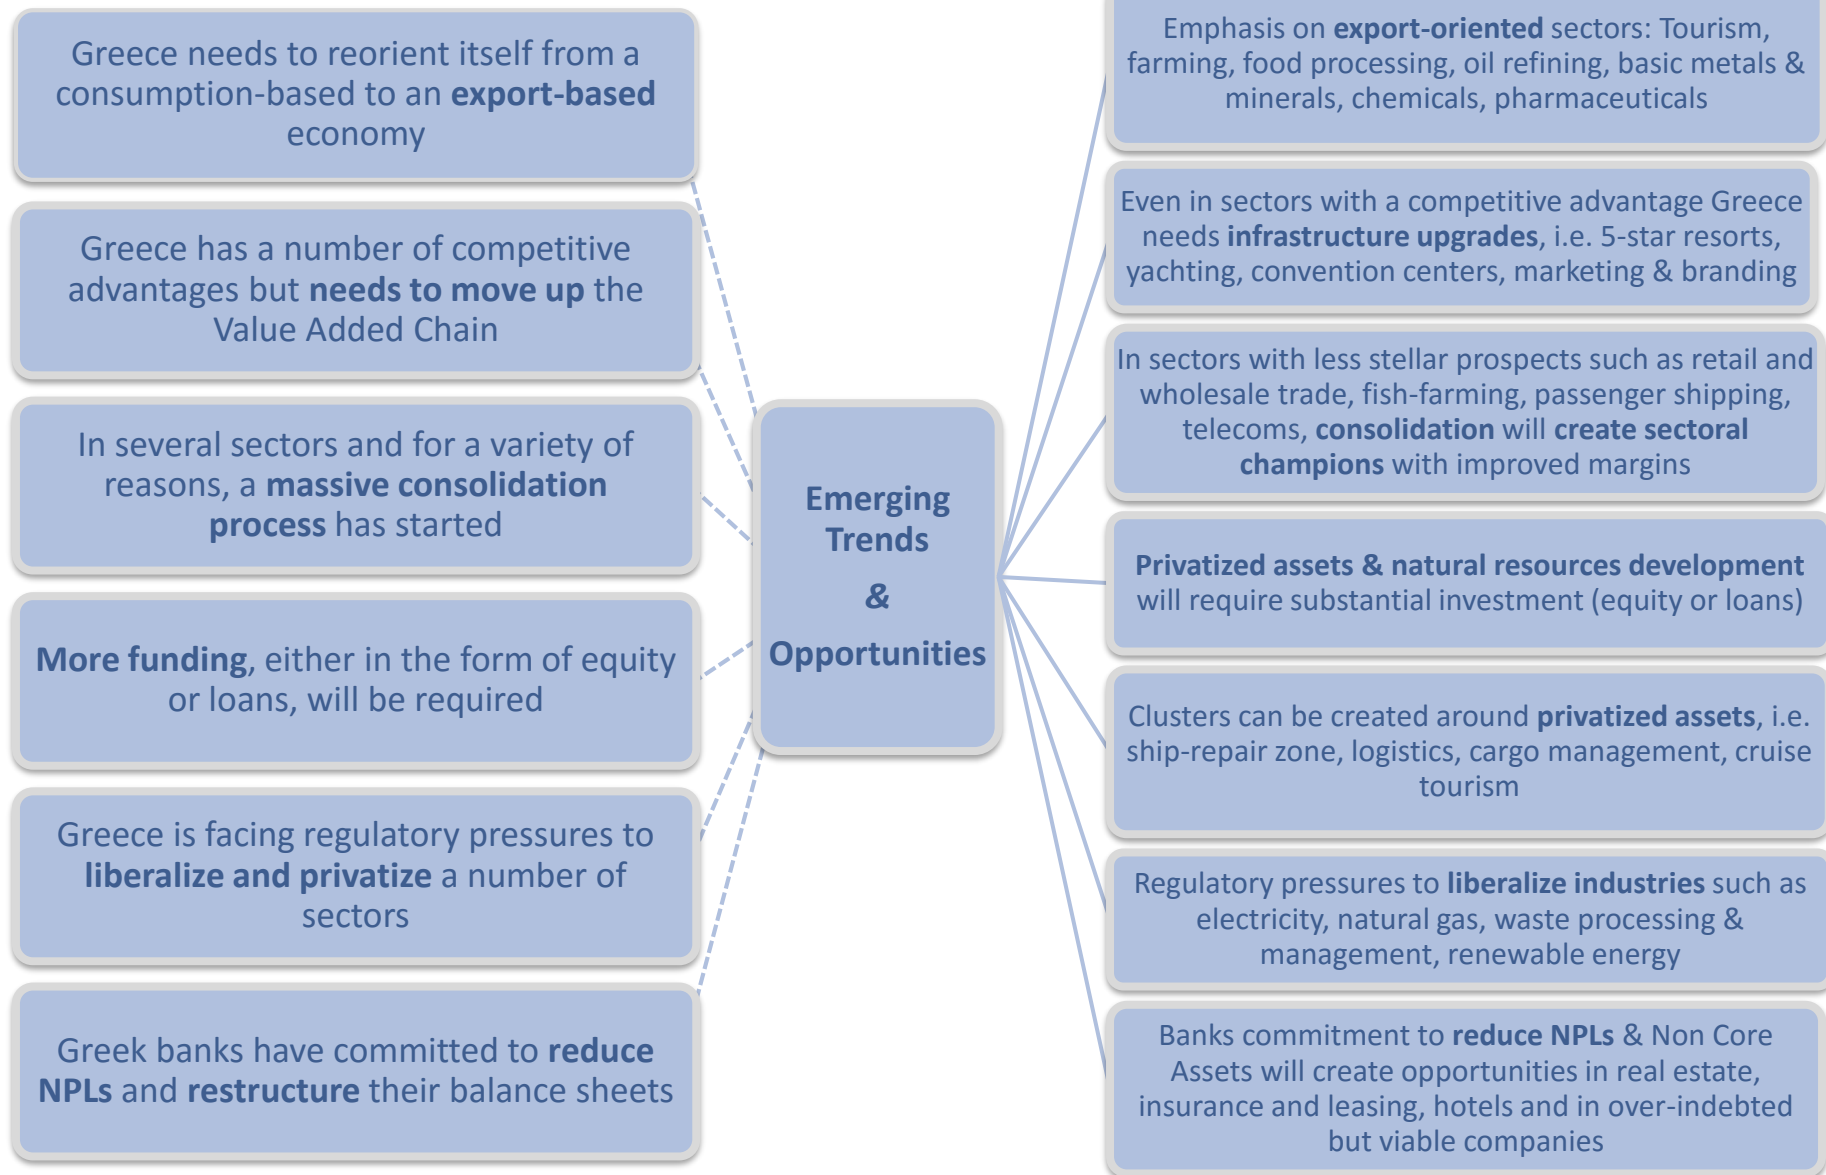 Greece needs to reorient itself from a
consumption-based to an export-based
economy
Greece has a number of competitive
advantages but needs to move up the
Value Added Chain
In several sectors and for a variety of
reasons, a massive consolidation
process has started
More funding, either in the form of equity
or loans, will be required
Greece is facing regulatory pressures to
liberalize and privatize a number of
sectors
Greek banks have committed to reduce
NPLs and restructure their balance sheets
Emerging
Trends
&
Opportunities
Emphasis on export-oriented sectors: Tourism,
farming, food processing, oil refining, basic metals &
minerals, chemicals, pharmaceuticals
Even in sectors with a competitive advantage Greece
needs infrastructure upgrades, i.e. 5-star resorts,
yachting, convention centers, marketing & branding
In sectors with less stellar prospects such as retail and
wholesale trade, fish-farming, passenger shipping,
telecoms, consolidation will create sectoral
champions with improved margins
Privatized assets & natural resources development
will require substantial investment (equity or loans)
Clusters can be created around privatized assets, i.e.
ship-repair zone, logistics, cargo management, cruise
tourism
Regulatory pressures to liberalize industries such as
electricity, natural gas, waste processing &
management, renewable energy
Banks commitment to reduce NPLs & Non Core
Assets will create opportunities in real estate,
insurance and leasing, hotels and in over-indebted
but viable companies